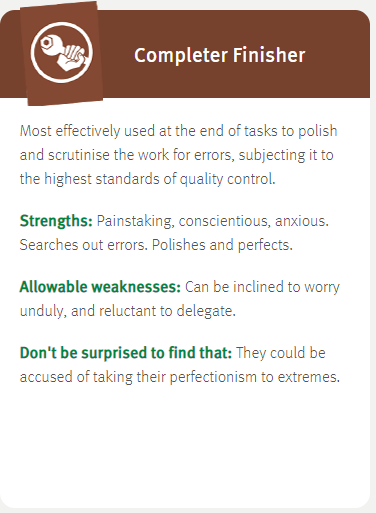 Completer Finisher
Most effectively used at the end of tasks to polish
and scrutinise the work for errors, subjecting it to
the highest standards of quality control.
Strengths: Painstaking, conscientious, anxious.
Searches out errors. Polishes and perfects.
Allowable weaknesses: Can be inclined to worry
unduly, and reluctant to delegate.
Don't be surprised to find that: They could be
accused of taking their perfectionism to extremes.